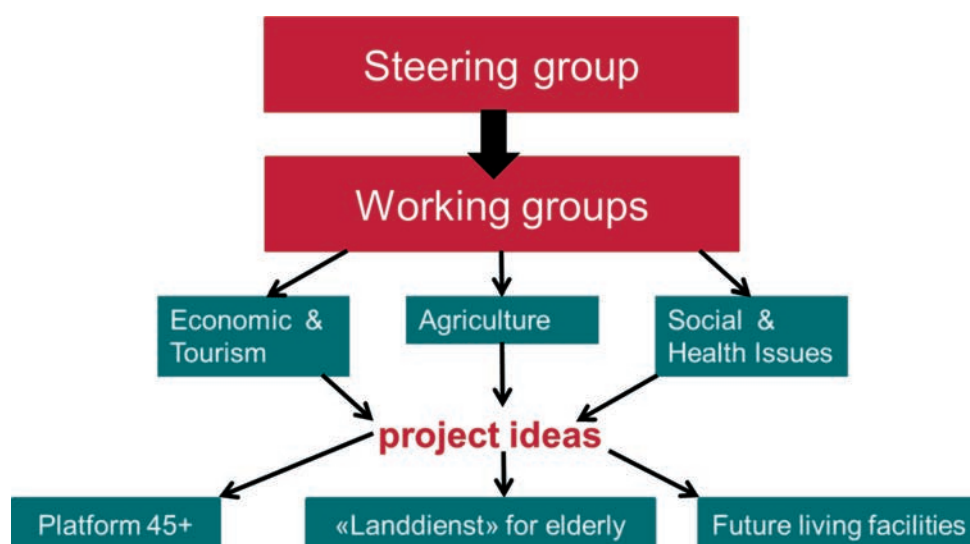 Steering group
Working groups
Economic &
Tourism
Agriculture
Social &
Health Issues
project ideas
Platform 45+
«Landdienst» for elderly
Future living facilities